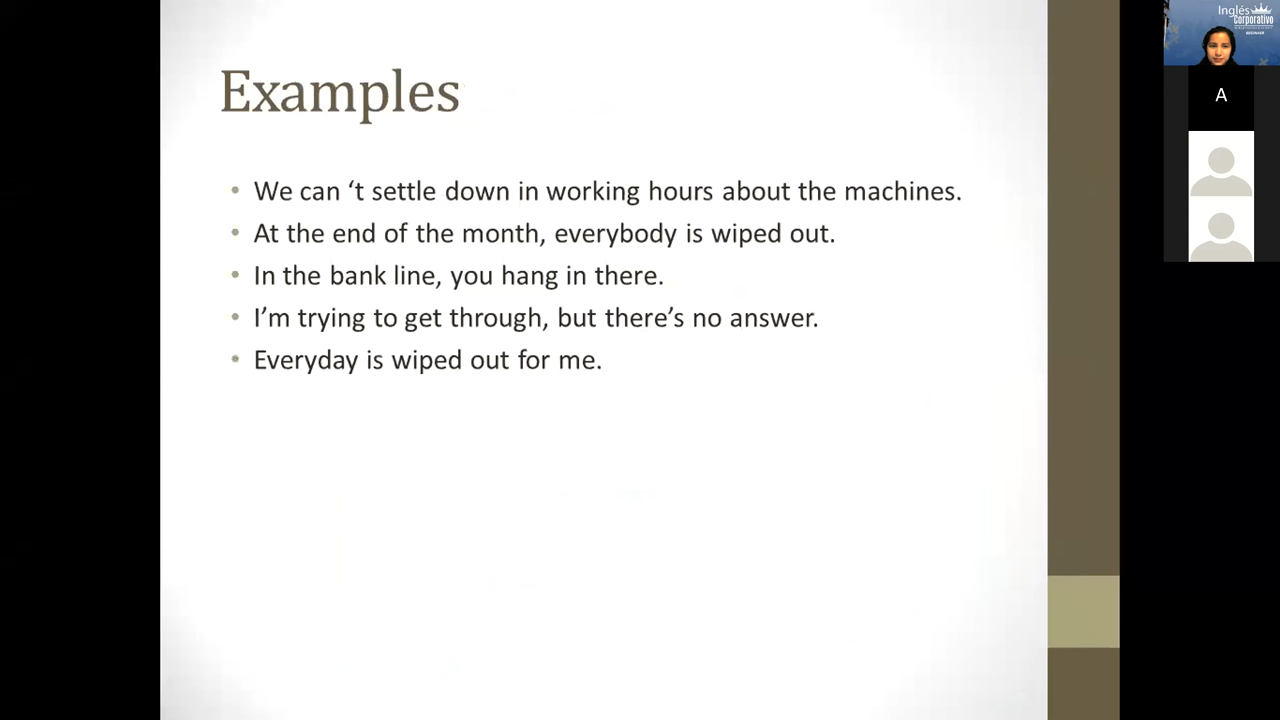 Examples
• We can ‘t settle down in working hours about the machines.
• At the end of the month, everybody is wiped out.
• In the bank line, you hang in there.
• I’m trying to get through, but there’s no answer.
• Everyday is wiped out for me.
Inglés
Corporativo
BEGINNER
A